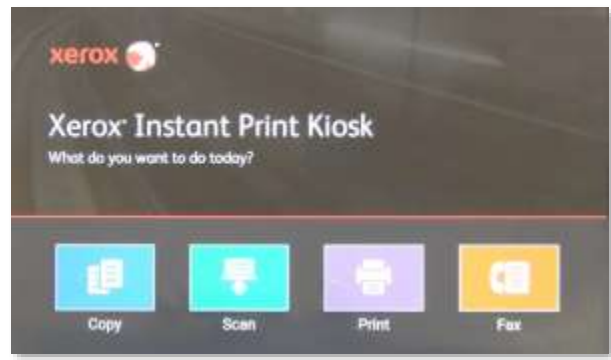 xerox
Xerox® Instant Print Kiosk
What do you want to do today?
Copy Scan Print Fax